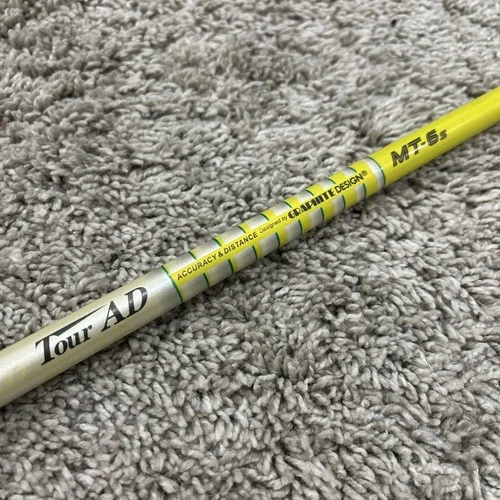 Tour AD
ACCURACY & DISTANCE Designed by GRAPHITE DESIGN®
MT-6s